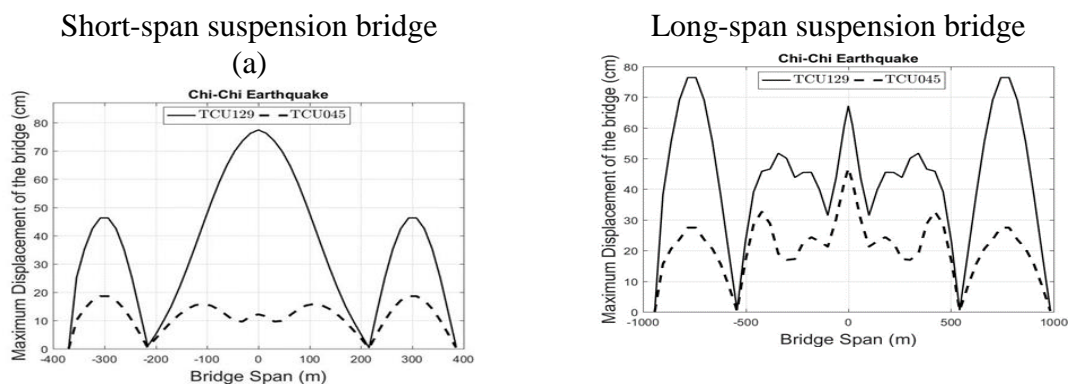 Short-span suspension bridge
(a)
Chi-Chi Earthquake
TCU129 TCU045
Maximum Displacement of the bridge (cm)
80
70
60
50
40
30
20
10
0
-400 -300 -200 -100 0 100 200 300 400
Bridge Span (m)
Long-span suspension bridge
Chi-Chi Earthquake
TCU129 TCU045
Maximum Displacement of the bridge (cm)
80
70
60
50
40
30
20
10
0
-1000 -500 0 500 1000
Bridge Span (m)